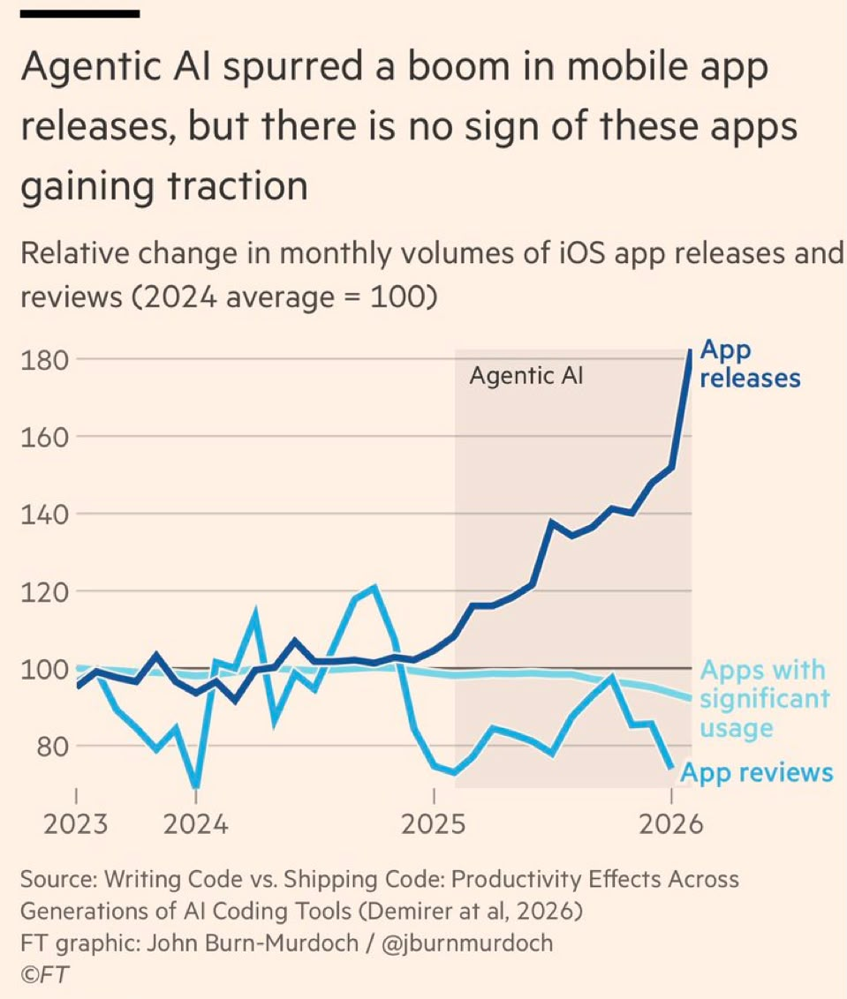 Agentic AI spurred a boom in mobile app
releases, but there is no sign of these apps
gaining traction
Relative change in monthly volumes of iOS app releases and
reviews (2024 average = 100)
180
160
140
120
100
80
Agentic AI
App
releases
Apps with
significant
usage
App reviews
2023
2024
2025
2026
Source: Writing Code vs. Shipping Code: Productivity Effects Across
Generations of AI Coding Tools (Demirer at al, 2026)
FT graphic: John Burn-Murdoch / @jburnmurdoch
©FT